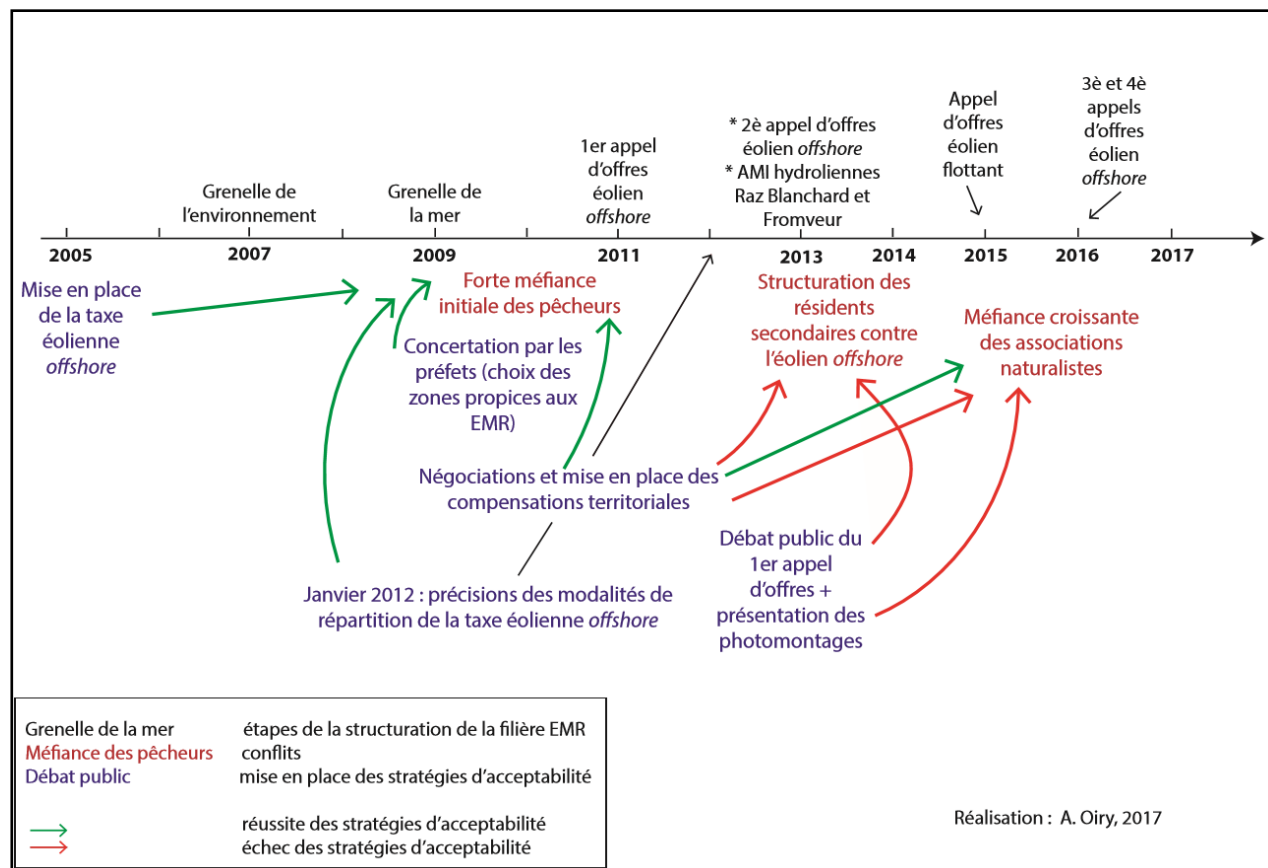 Grenelle de
l'environnement
Grenelle de
la mer
1er appel
d'offres
éolien
offshore
* 2è appel d'offres
éolien offshore
* AMI hydroliennes
Raz Blanchard et
Fromveur
Appel
d'offres
éolien
flottant
3è et 4è
appels
d'offres
éolien
offshore
2005 2007 2009 2011 2013 2014 2015 2016 2017
Mise en place
de la taxe
éolienne
offshore
Forte méfiance
initiale des pêcheurs
Concertation par les
préfets (choix des
zones propices aux
EMR)
Structuration des
résidents
secondaires contre
l'éolien offshore
Méfiance croissante
des associations
naturalistes
Négociations et mise en place des
compensations territoriales
Débat public du
1er appel
d'offres +
présentation des
photomontages
Janvier 2012 : précisions des modalités de
répartition de la taxe éolienne offshore
Grenelle de la mer étapes de la structuration de la filière EMR
Méfiance des pêcheurs conflits
Débat public mise en place des stratégies d'acceptabilité
réussite des stratégies d'acceptabilité
échec des stratégies d'acceptabilité
Réalisation : A. Oiry, 2017